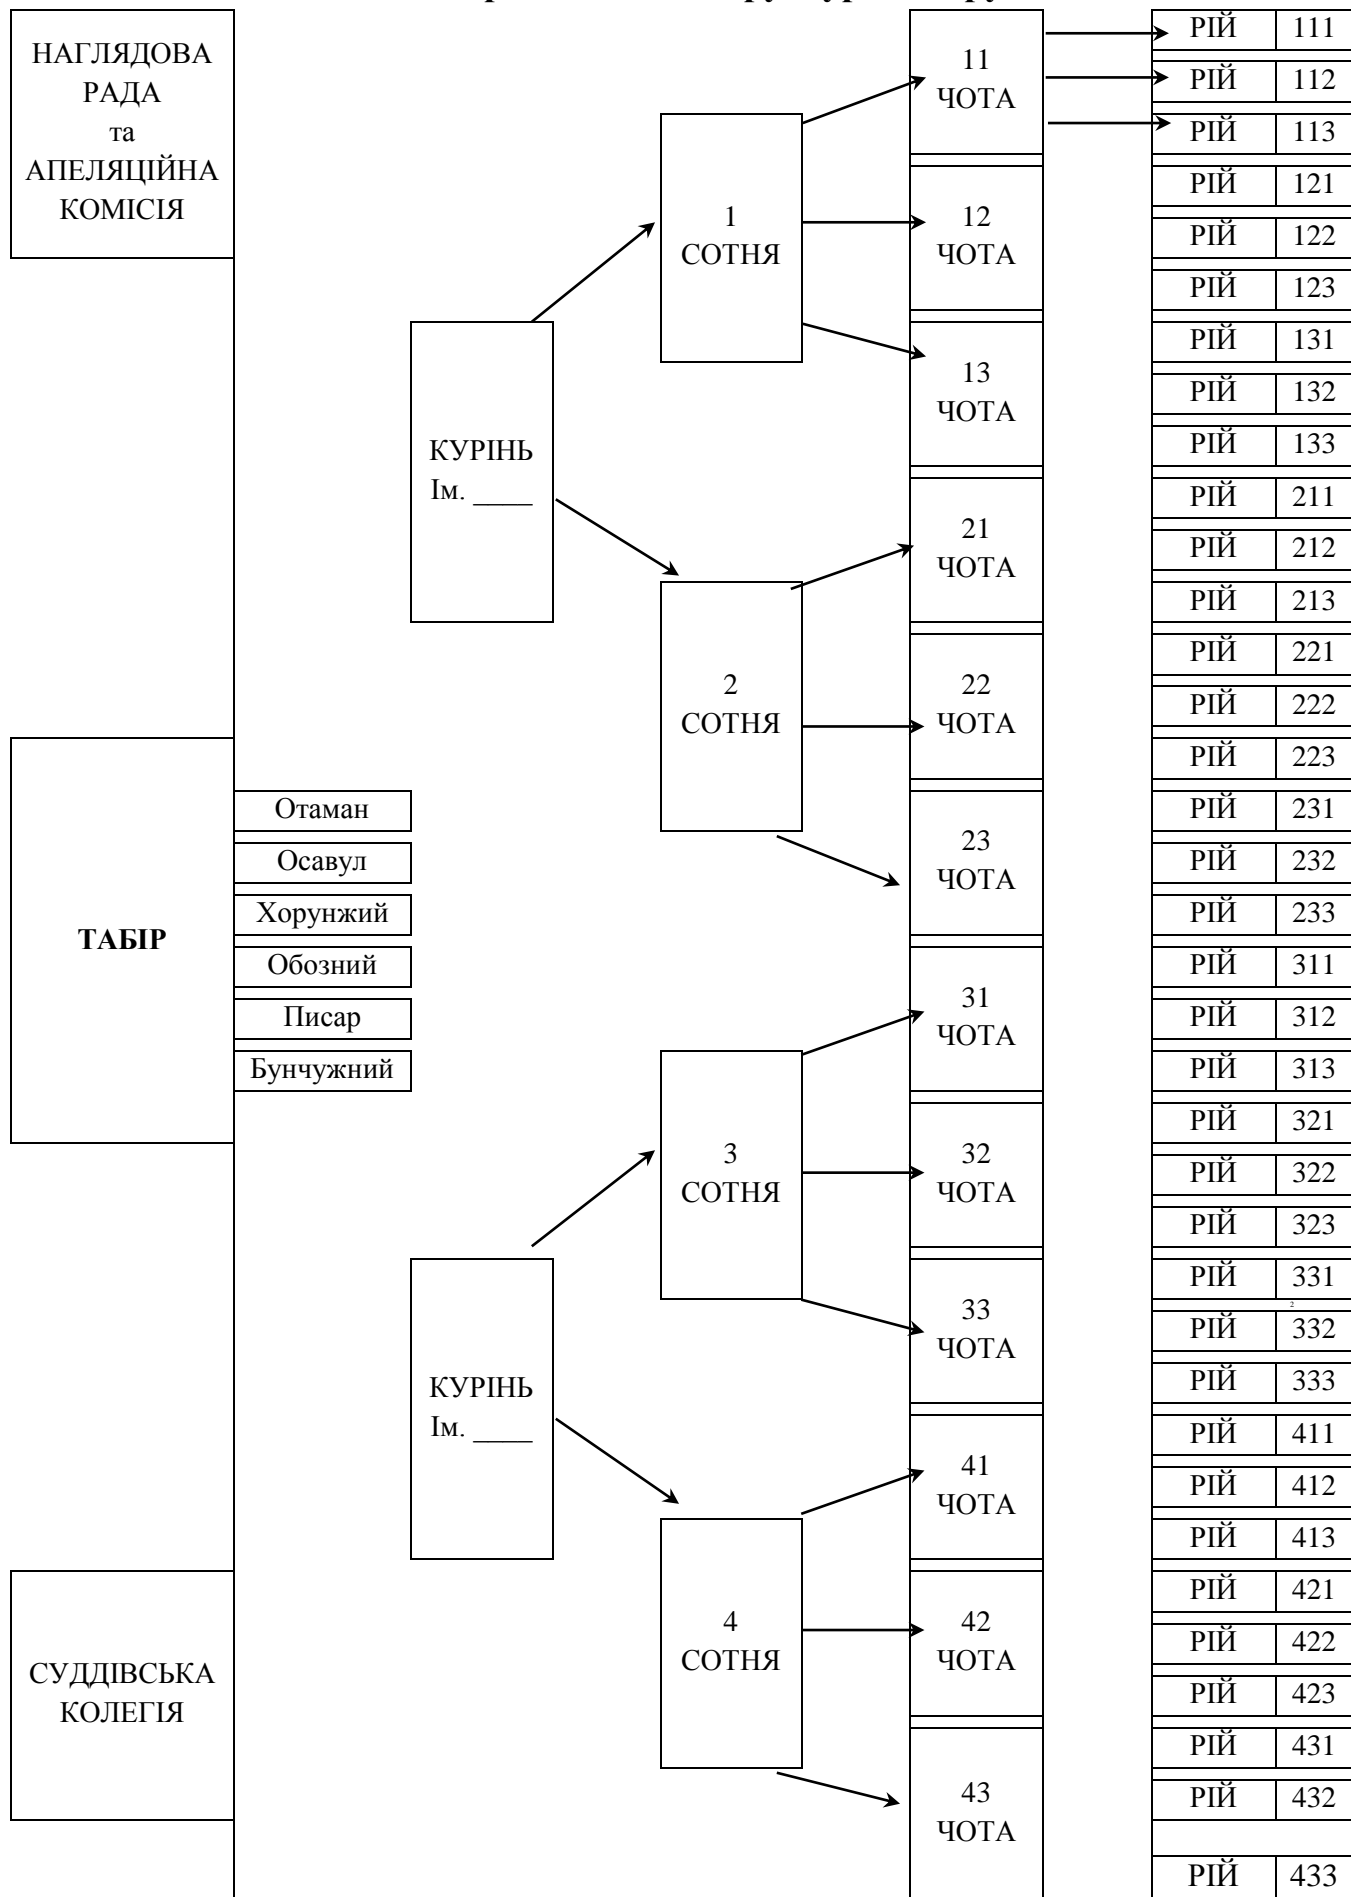 НАГЛЯДОВА
РАДА
та
АПЕЛЯЦІЙНА
КОМІСІЯ
ТАБІР
Отаман
Осавул
Хорунжий
Обозний
Писар
Бунчужний
СУДДІВСЬКА
КОЛЕГІЯ
КУРІНЬ
Ім. ____
КУРІНЬ
Ім. ____
1
СОТНЯ
2
СОТНЯ
3
СОТНЯ
4
СОТНЯ
11
ЧОТА
12
ЧОТА
13
ЧОТА
21
ЧОТА
22
ЧОТА
23
ЧОТА
31
ЧОТА
32
ЧОТА
33
ЧОТА
41
ЧОТА
42
ЧОТА
43
ЧОТА
РІЙ 111
РІЙ 112
РІЙ 113
РІЙ 121
РІЙ 122
РІЙ 123
РІЙ 131
РІЙ 132
РІЙ 133
РІЙ 211
РІЙ 212
РІЙ 213
РІЙ 221
РІЙ 222
РІЙ 223
РІЙ 231
РІЙ 232
РІЙ 233
РІЙ 311
РІЙ 312
РІЙ 313
РІЙ 321
РІЙ 322
РІЙ 323
РІЙ 331
2
РІЙ 332
РІЙ 333
РІЙ 411
РІЙ 412
РІЙ 413
РІЙ 421
РІЙ 422
РІЙ 423
РІЙ 431
РІЙ 432
РІЙ 433